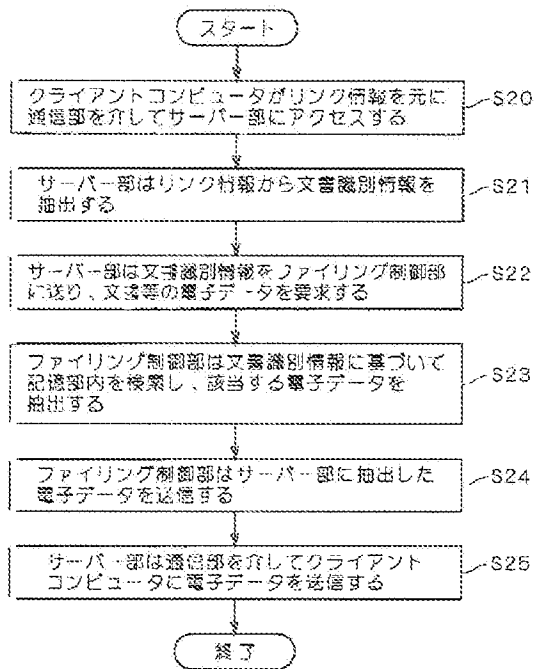 スタート
クライアントコンピュータがリンク情報を元に
通信部を介してサーバー部にアクセスする
S20
サーバー部はリンク情報から文書識別情報を
抽出する
S21
サーバー部は文書識別情報をファイリング制御部
に送り、文書等の電子データを要求する
S22
ファイリング制御部は文書識別情報に基づいて
記憶部内を検索し、該当する電子データを
抽出する
S23
ファイリング制御部はサーバー部に抽出した
電子データを送信する
S24
サーバー部は通信部を介してクライアント
コンピュータに電子データを送信する
S25
終了